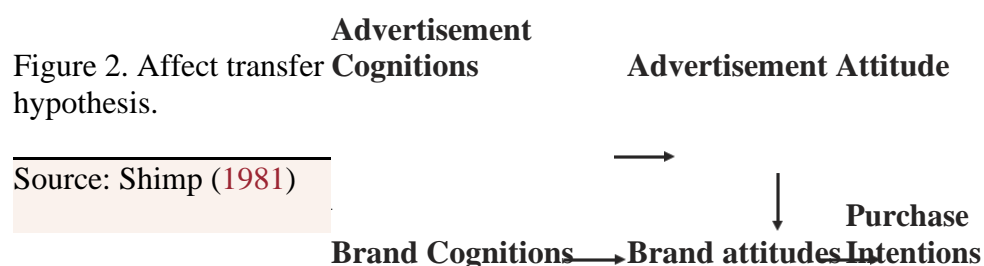 Figure 2. Affect transfer
hypothesis.
Source: Shimp (1981)
Advertisement
Cognitions
Advertisement Attitude
Brand Cognitions
Brand attitudes
Purchase
Intentions